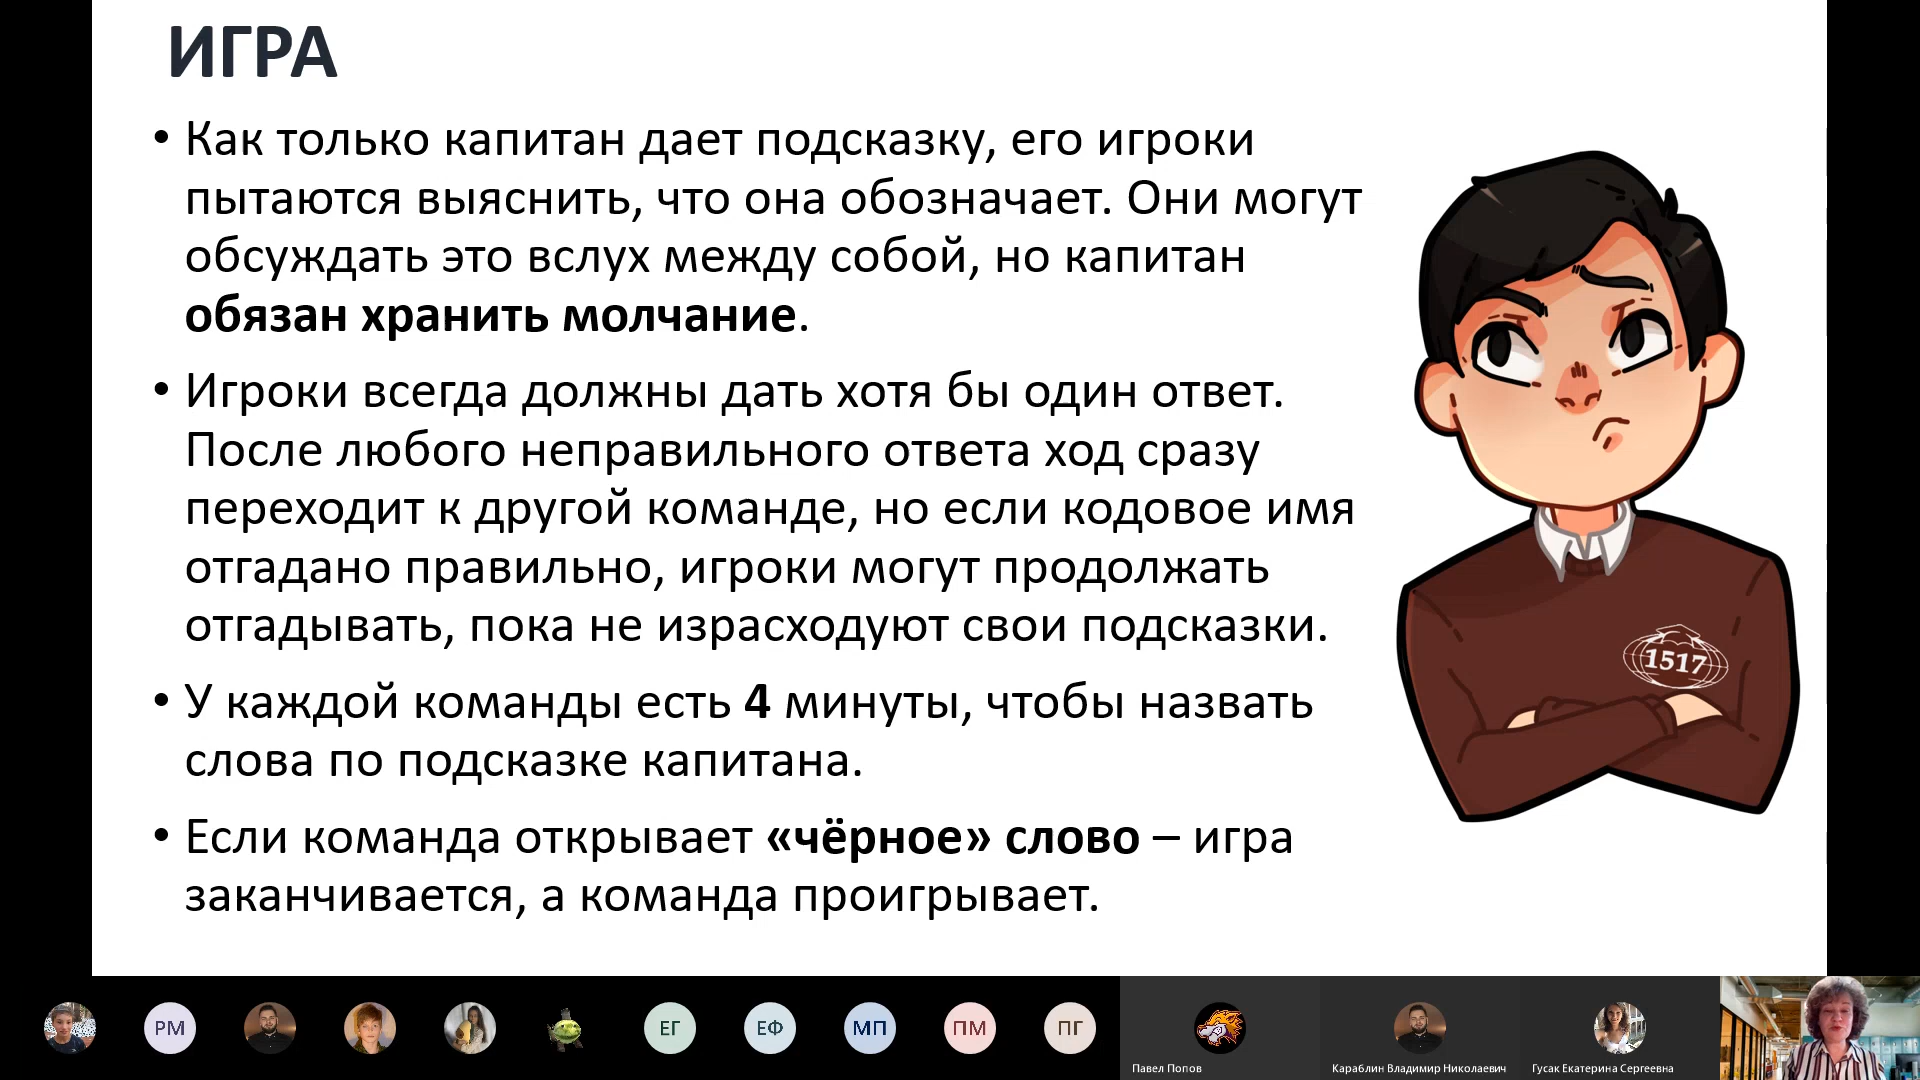 ИГРА
• Как только капитан дает подсказку, его игроки
пытаются выяснить, что она обозначает. Они могут
обсуждать это вслух между собой, но капитан
обязан хранить молчание.
• Игроки всегда должны дать хотя бы один ответ.
После любого неправильного ответа ход сразу
переходит к другой команде, но если кодовое имя
отгадано правильно, игроки могут продолжать
отгадывать, пока не израсходуют свои подсказки.
• У каждой команды есть 4 минуты, чтобы назвать
слова по подсказке капитана.
• Если команда открывает «чёрное» слово – игра
заканчивается, а команда проигрывает.
1517
РМ
ЕГ
ЕФ
МП
ПМ
ПГ
Павел Попов
Караблин Владимир Николаевич
Гусак Екатерина Сергеевна